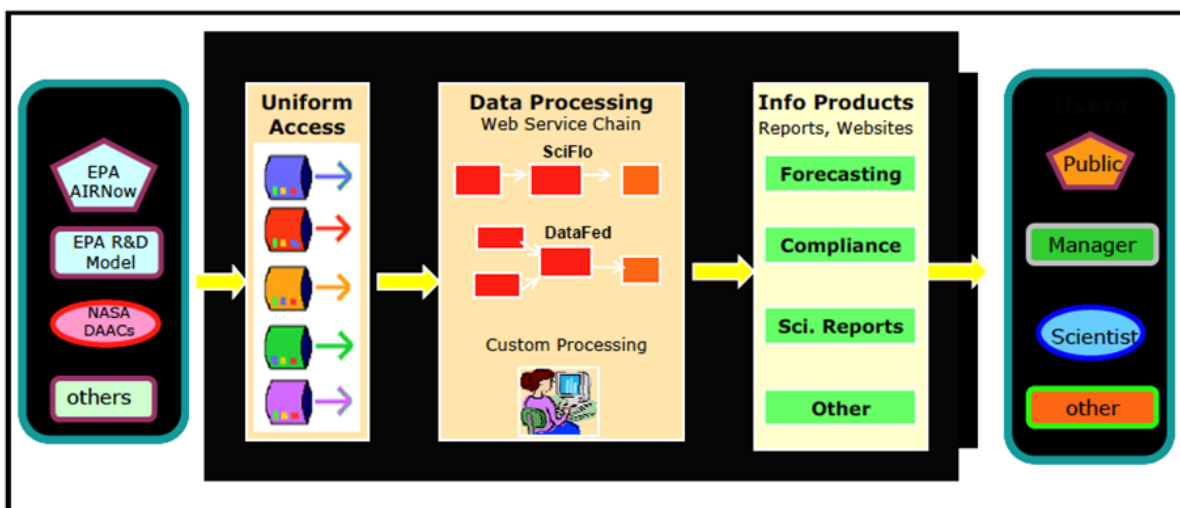 EPA
AIRNow
EPA R&D
Model
NASA
DAACs
others
Uniform
Access
Data Processing
Web Service Chain
SciFlo
DataFed
Custom Processing
Info Products
Reports, Websites
Forecasting
Compliance
Sci. Reports
Other
Users
Public
Manager
Scientist
other